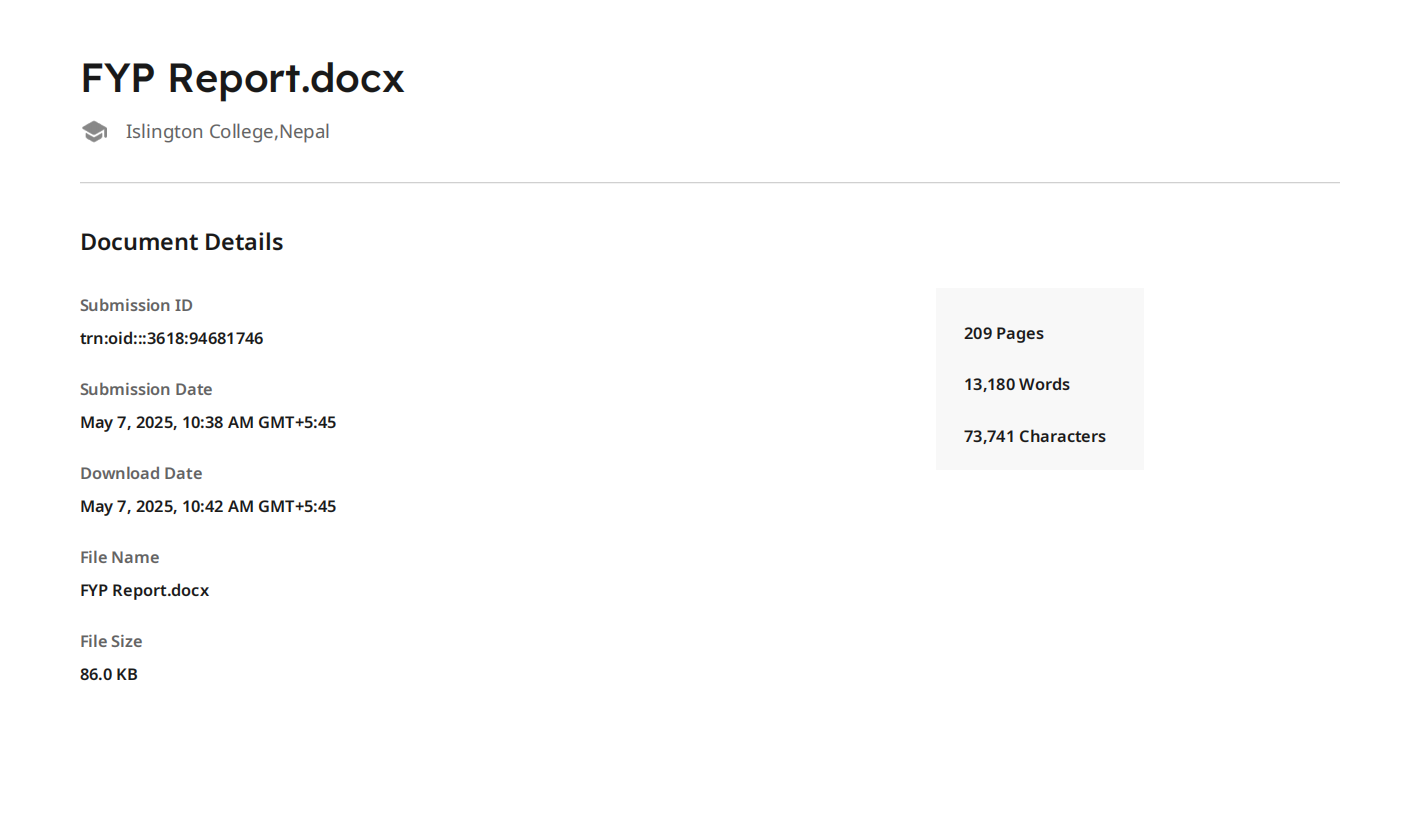 FYP Report.docx
Islington College,Nepal
Document Details
Submission ID
trn:oid:::3618:94681746
Submission Date
May 7, 2025, 10:38 AM GMT+5:45
Download Date
May 7, 2025, 10:42 AM GMT+5:45
File Name
FYP Report.docx
File Size
86.0 KB
209 Pages
13,180 Words
73,741 Characters